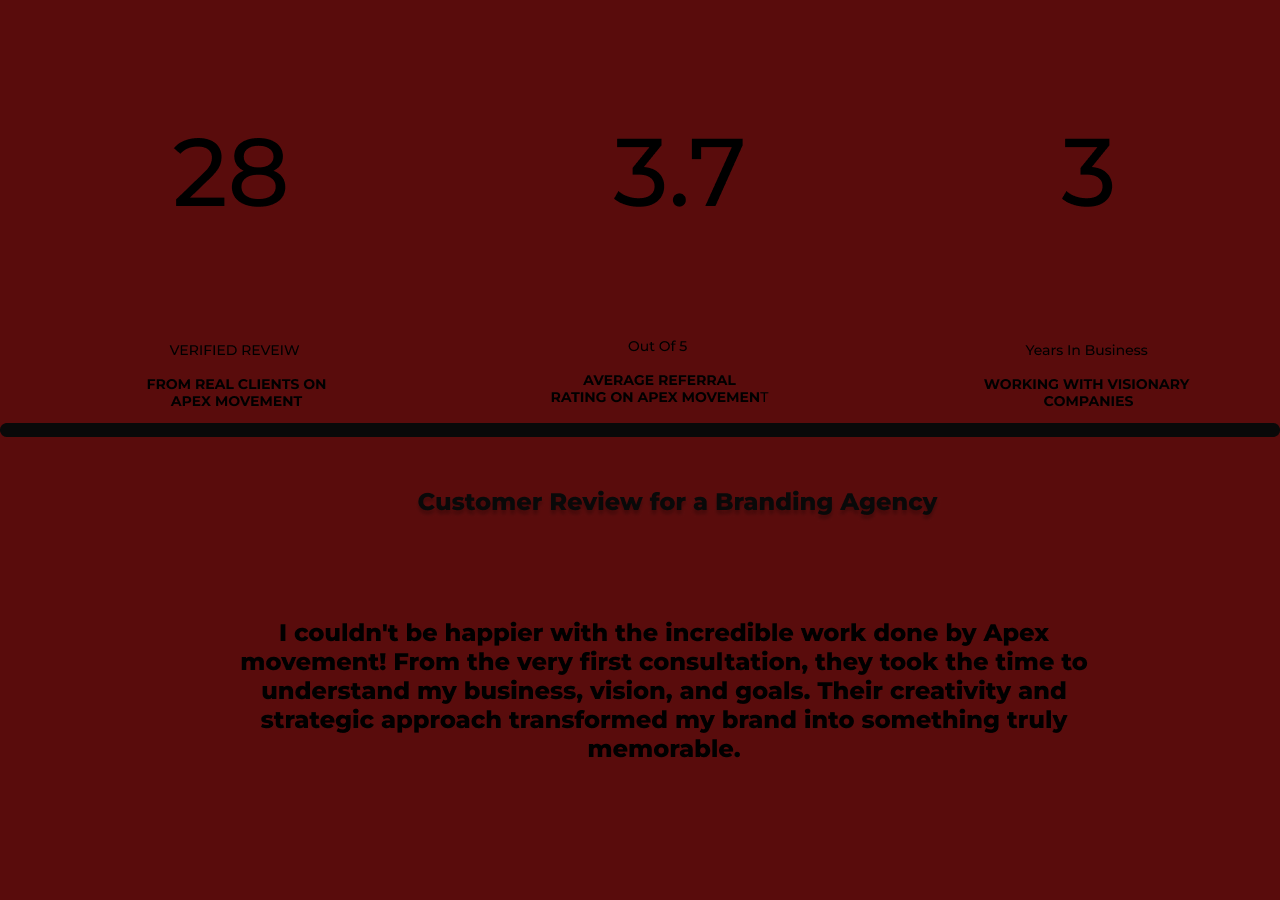 28
3.7
3
VERIFIED REVEIW
Out Of 5
Years In Business
FROM REAL CLIENTS ON
APEX MOVEMENT
AVERAGE REFERRAL
RATING ON APEX MOVEMENT
WORKING WITH VISIONARY
COMPANIES
Customer Review for a Branding Agency
I couldn't be happier with the incredible work done by Apex
movement! From the very first consultation, they took the time to
understand my business, vision, and goals. Their creativity and
strategic approach transformed my brand into something truly
memorable.